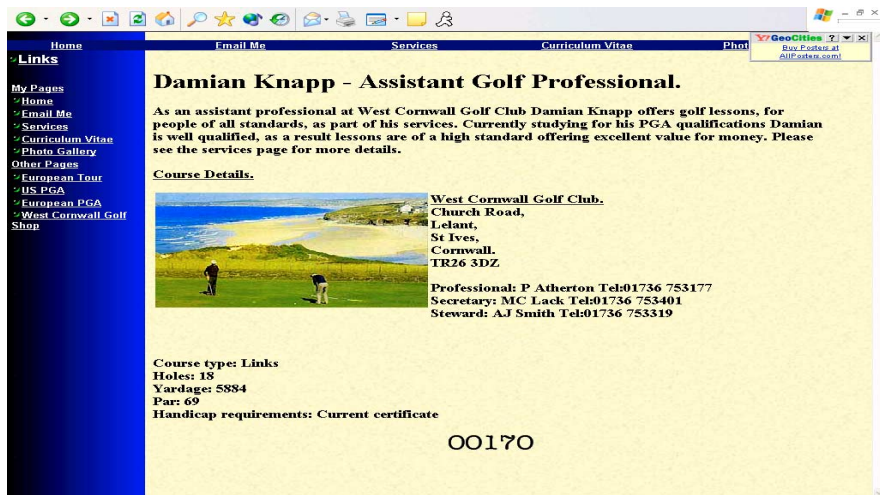 Home Email Me Services Curriculum Vitae Phot
Y! GeoCities
Buy Posters at
AllPosters.com!
Links
My Pages
Home
Email Me
Services
Curriculum Vitae
Photo Gallery
Other Pages
European Tour
US PGA
European PGA
West Cornwall Golf
Shop
Damian Knapp - Assistant Golf Professional.
As an assistant professional at West Cornwall Golf Club Damian Knapp offers golf lessons, for
people of all standards, as part of his services. Currently studying for his PGA qualifications Damian
is well qualified, as a result lessons are of a high standard offering excellent value for money. Please
see the services page for more details.
Course Details.
West Cornwall Golf Club.
Church Road,
Lelant,
St Ives,
Cornwall.
TR26 3DZ
Professional: P Atherton Tel:01736 753177
Secretary: MC Lack Tel:01736 753401
Steward: AJ Smith Tel:01736 753319
Course type: Links
Holes: 18
Yardage: 5884
Par: 69
Handicap requirements: Current certificate
00170